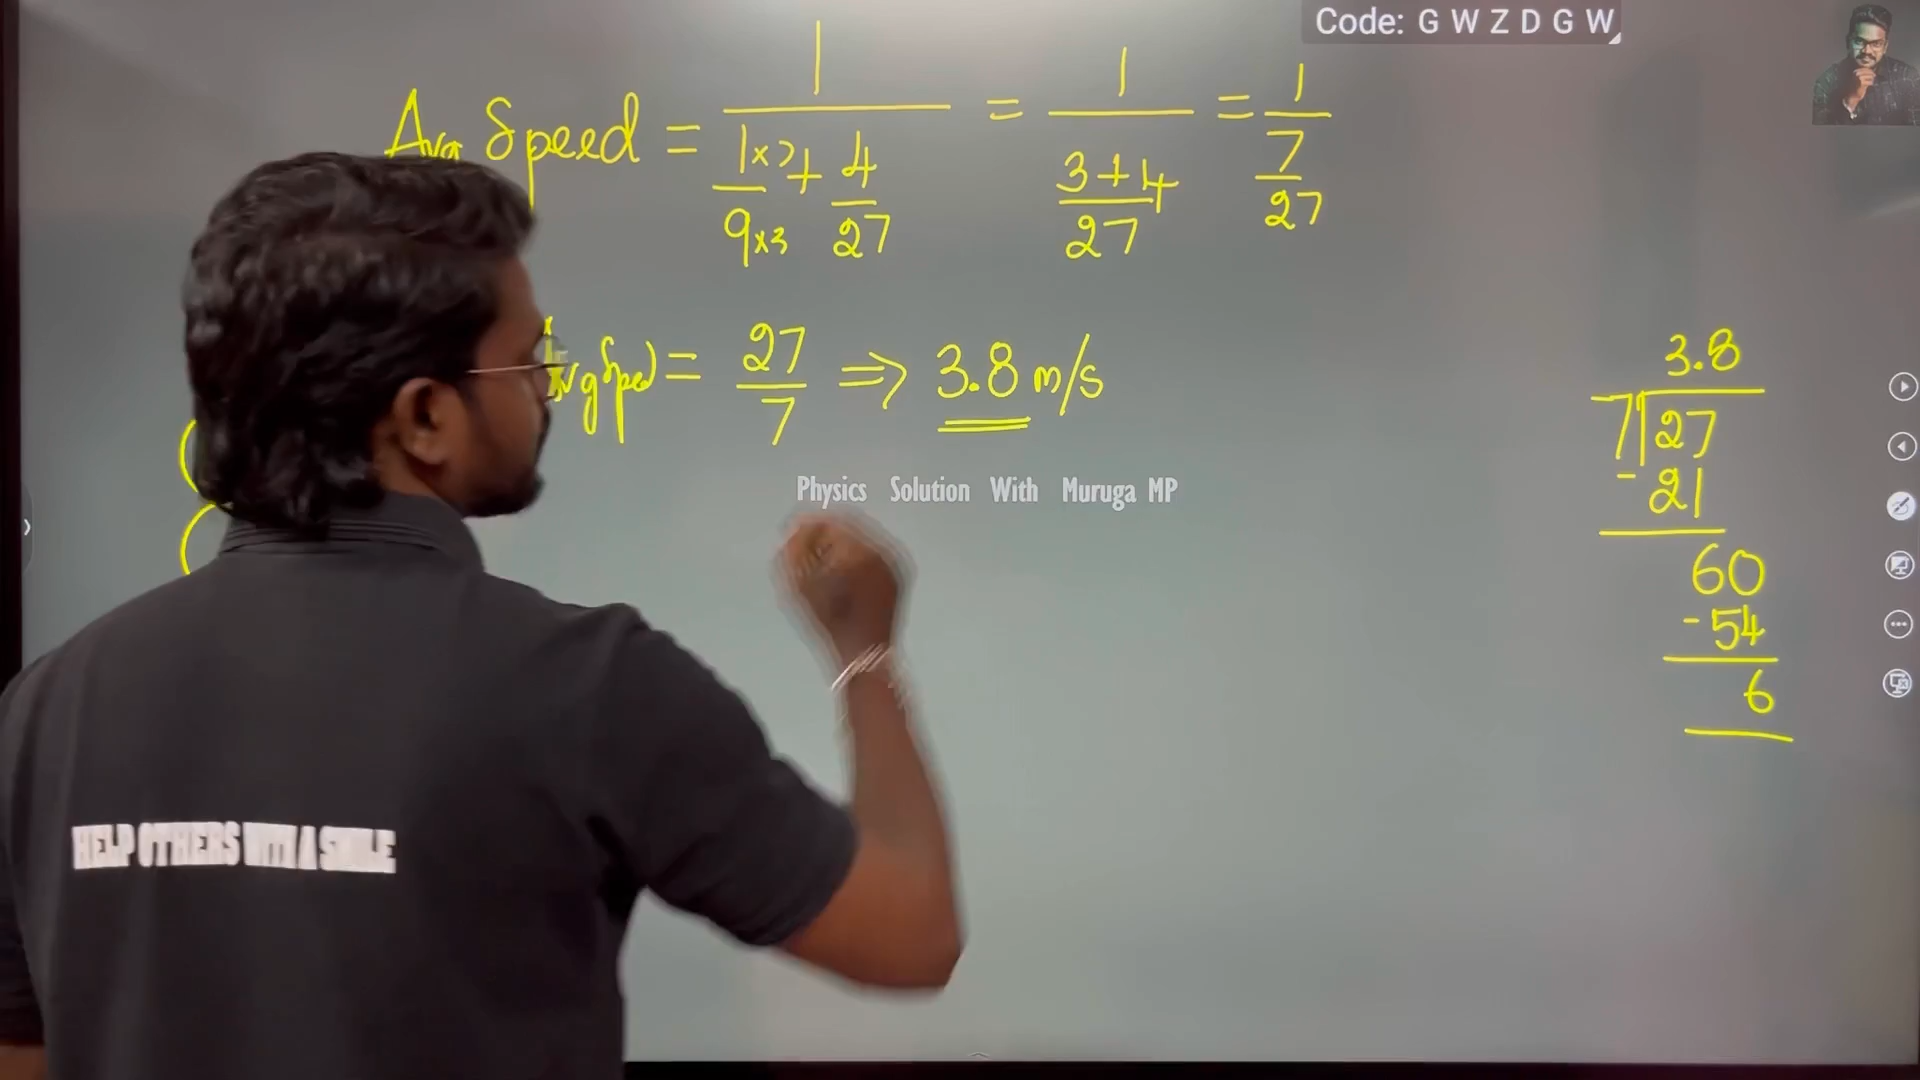 Code: G W Z D G W
Avg Speed = 1 / (1×3 / 9×3 + 4/27) = 1 / ((3+4)/27) = 1 / (7/27)
Avg Speed = 27/7 ⇒ 3.8 m/s
Physics Solution With Muruga MP
3.8
7 27
- 21
60
- 54
6
HELP OTHERS WITH A SMILE